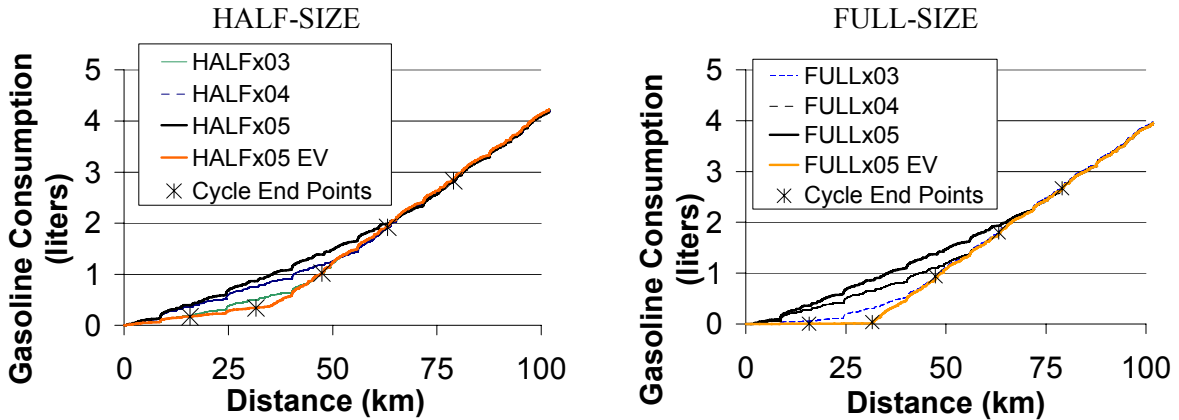 HALF-SIZE
HALFx03
HALFx04
HALFx05
HALFx05 EV
Cycle End Points
Gasoline Consumption
(liters)
5
4
3
2
1
0
0 25 50 75 100
Distance (km)
FULL-SIZE
FULLx03
FULLx04
FULLx05
FULLx05 EV
Cycle End Points
Gasoline Consumption
(liters)
5
4
3
2
1
0
0 25 50 75 100
Distance (km)